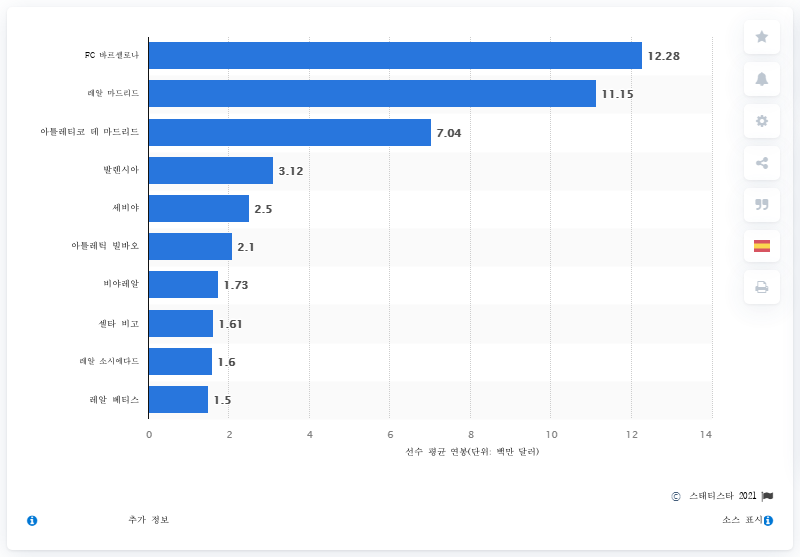 FC 바르셀로나 12.28
레알 마드리드 11.15
아틀레티코 데 마드리드 7.04
발렌시아 3.12
세비야 2.5
아틀레틱 빌바오 2.1
비야레알 1.73
셀타 비고 1.61
레알 소시에다드 1.6
레알 베티스 1.5
0 2 4 6 8 10 12 14
선수 평균 연봉(단위: 백만 달러)
© 스태티스타 2021
추가 정보 소스 표시